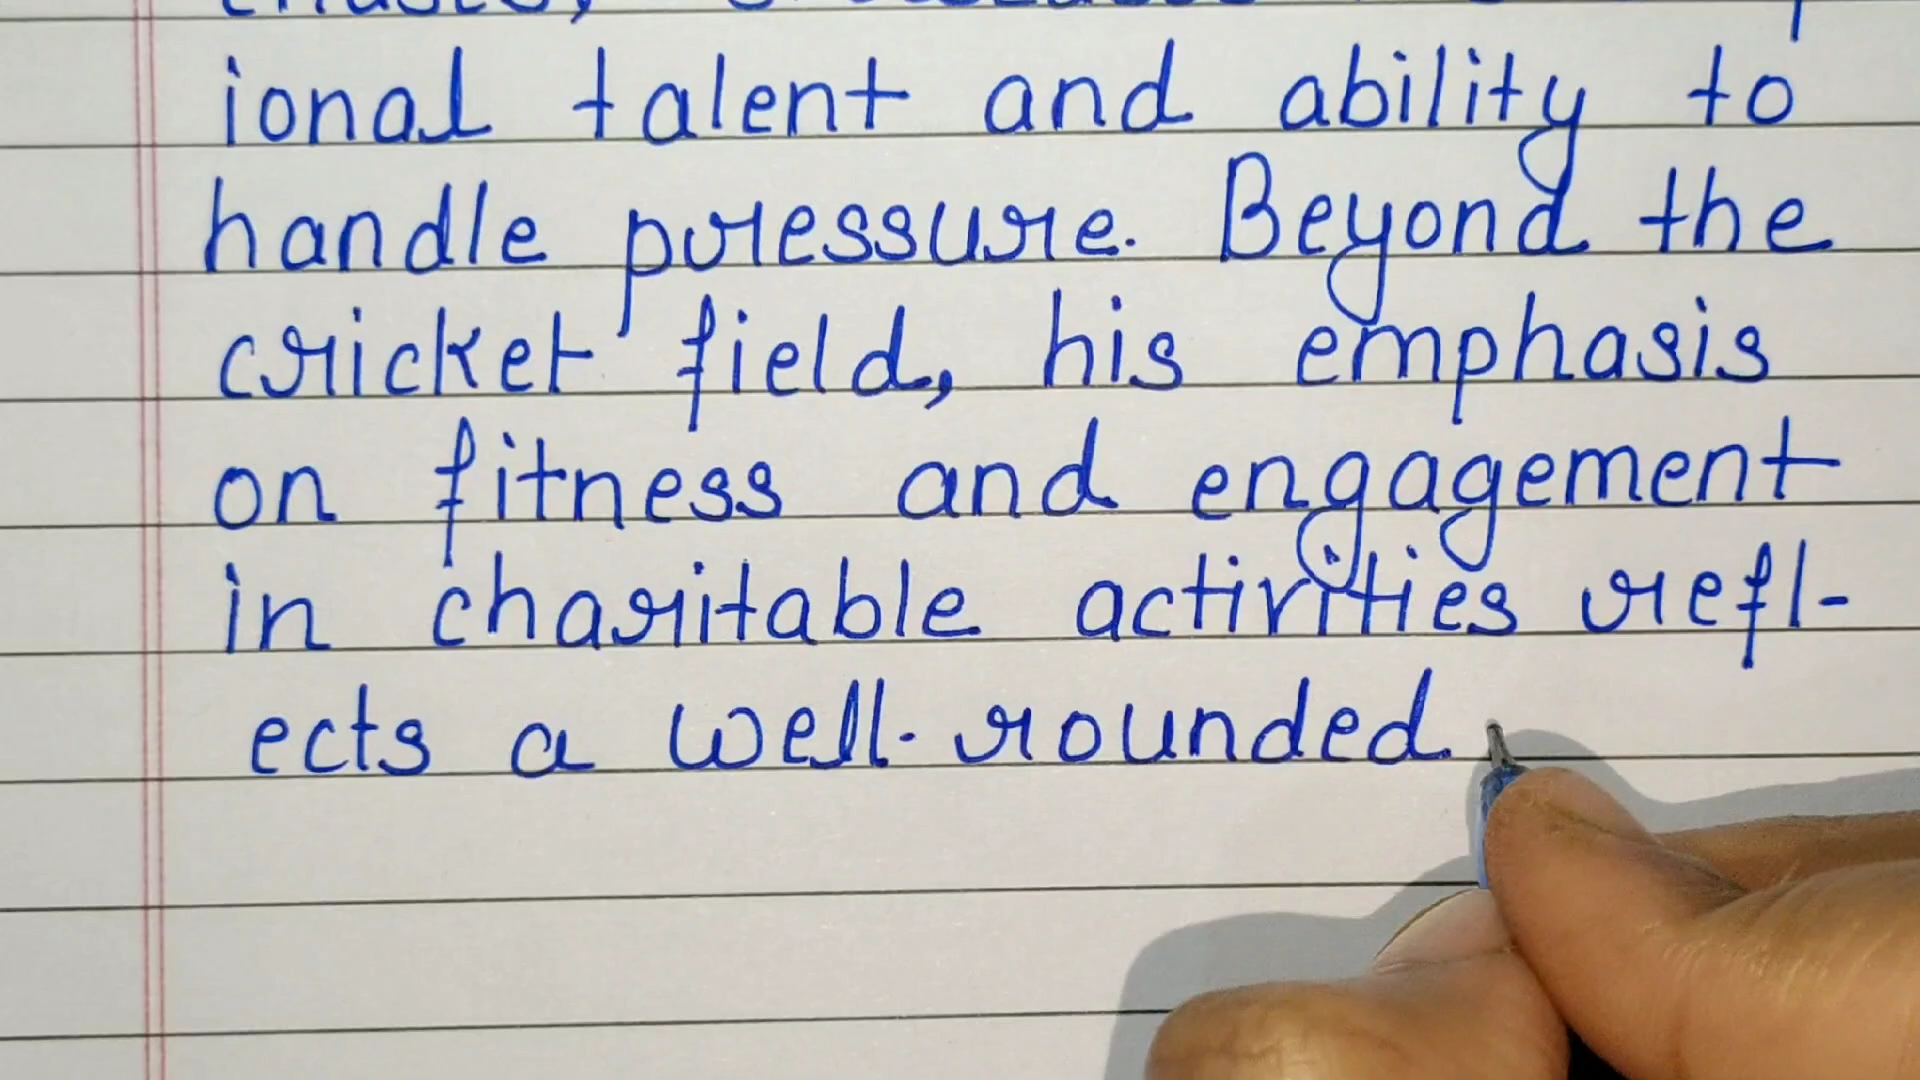 ional talent and ability to
handle pressure. Beyond the
cricket field, his emphasis
on fitness and engagement
in charitable activities refl-
ects a well-rounded